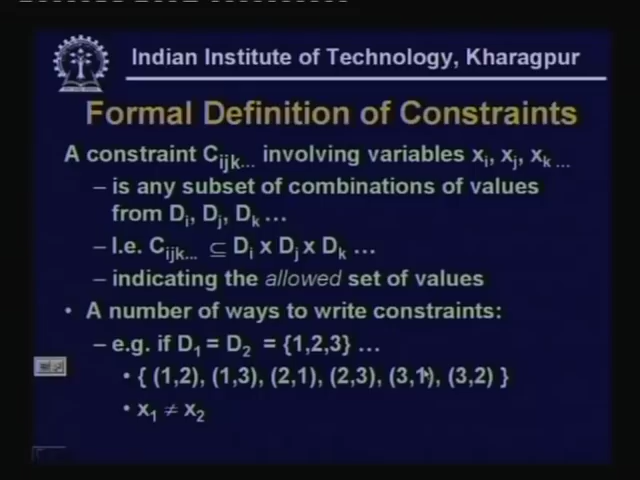 Indian Institute of Technology, Kharagpur
Formal Definition of Constraints
A constraint Cijk... involving variables xi, xj, xk ...
– is any subset of combinations of values
from Di, Dj, Dk ...
– I.e. Cijk... ⊆ Di x Dj x Dk ...
– indicating the allowed set of values
• A number of ways to write constraints:
– e.g. if D1 = D2 = {1,2,3} ...
• { (1,2), (1,3), (2,1), (2,3), (3,1), (3,2) }
• x1 ≠ x2